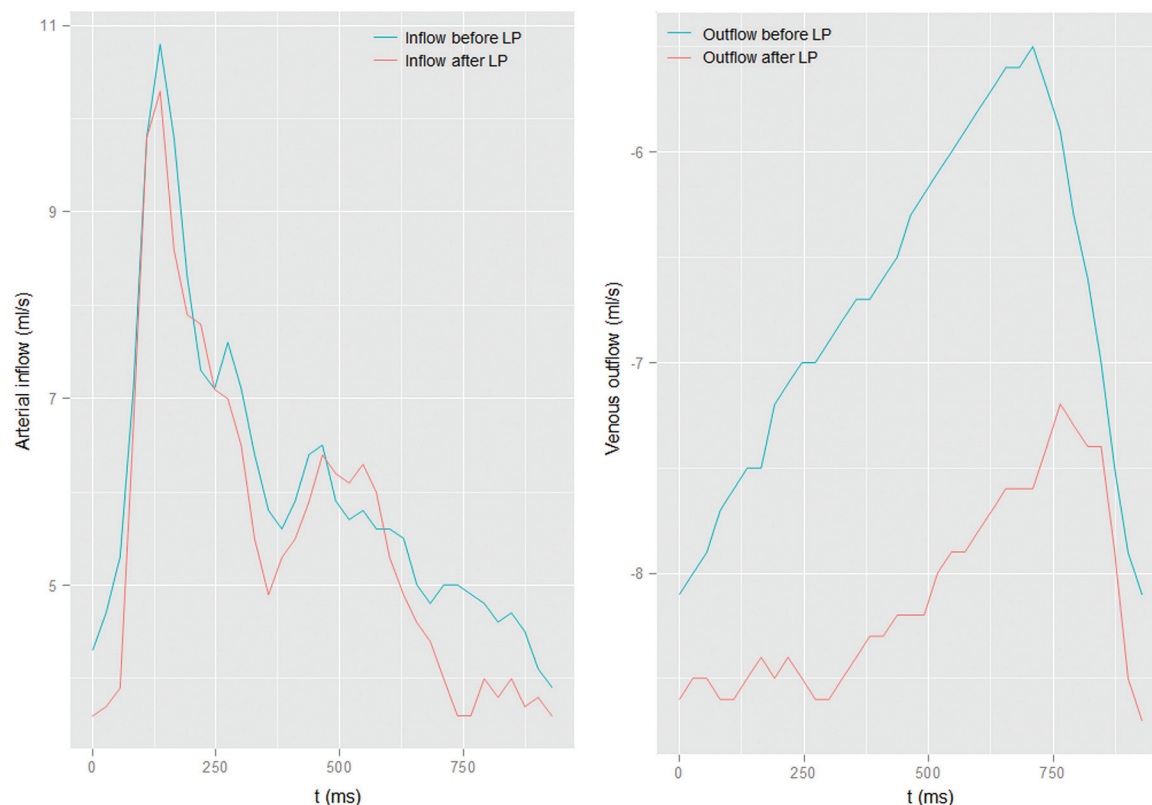 Arterial inflow (ml/s)
11
9
7
5
Inflow before LP
Inflow after LP
0
250
500
750
t (ms)
Venous outflow (ml/s)
-6
-7
-8
Outflow before LP
Outflow after LP
0
250
500
750
t (ms)